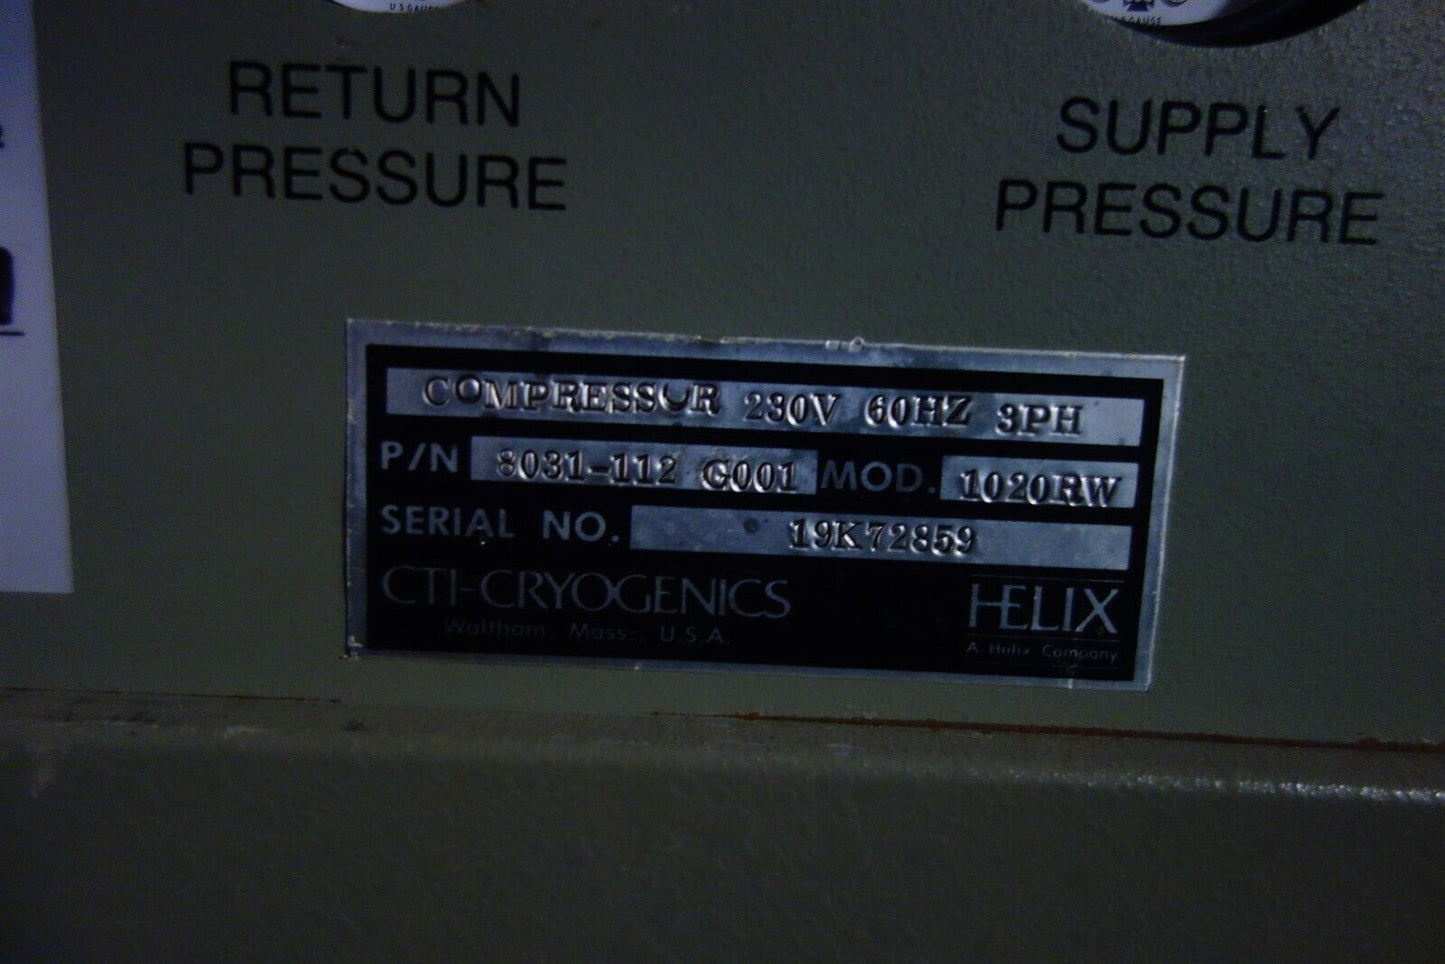 U.S.GAUGE
RETURN
PRESSURE
SUPPLY
PRESSURE
COMPRESSOR 230V 60HZ 3PH
P/N 8031-112 G001 MOD. 1020RW
SERIAL NO. 19K72859
CTI-CRYOGENICS
Waltham, Mass., U.S.A.
HELIX
A Helix Company